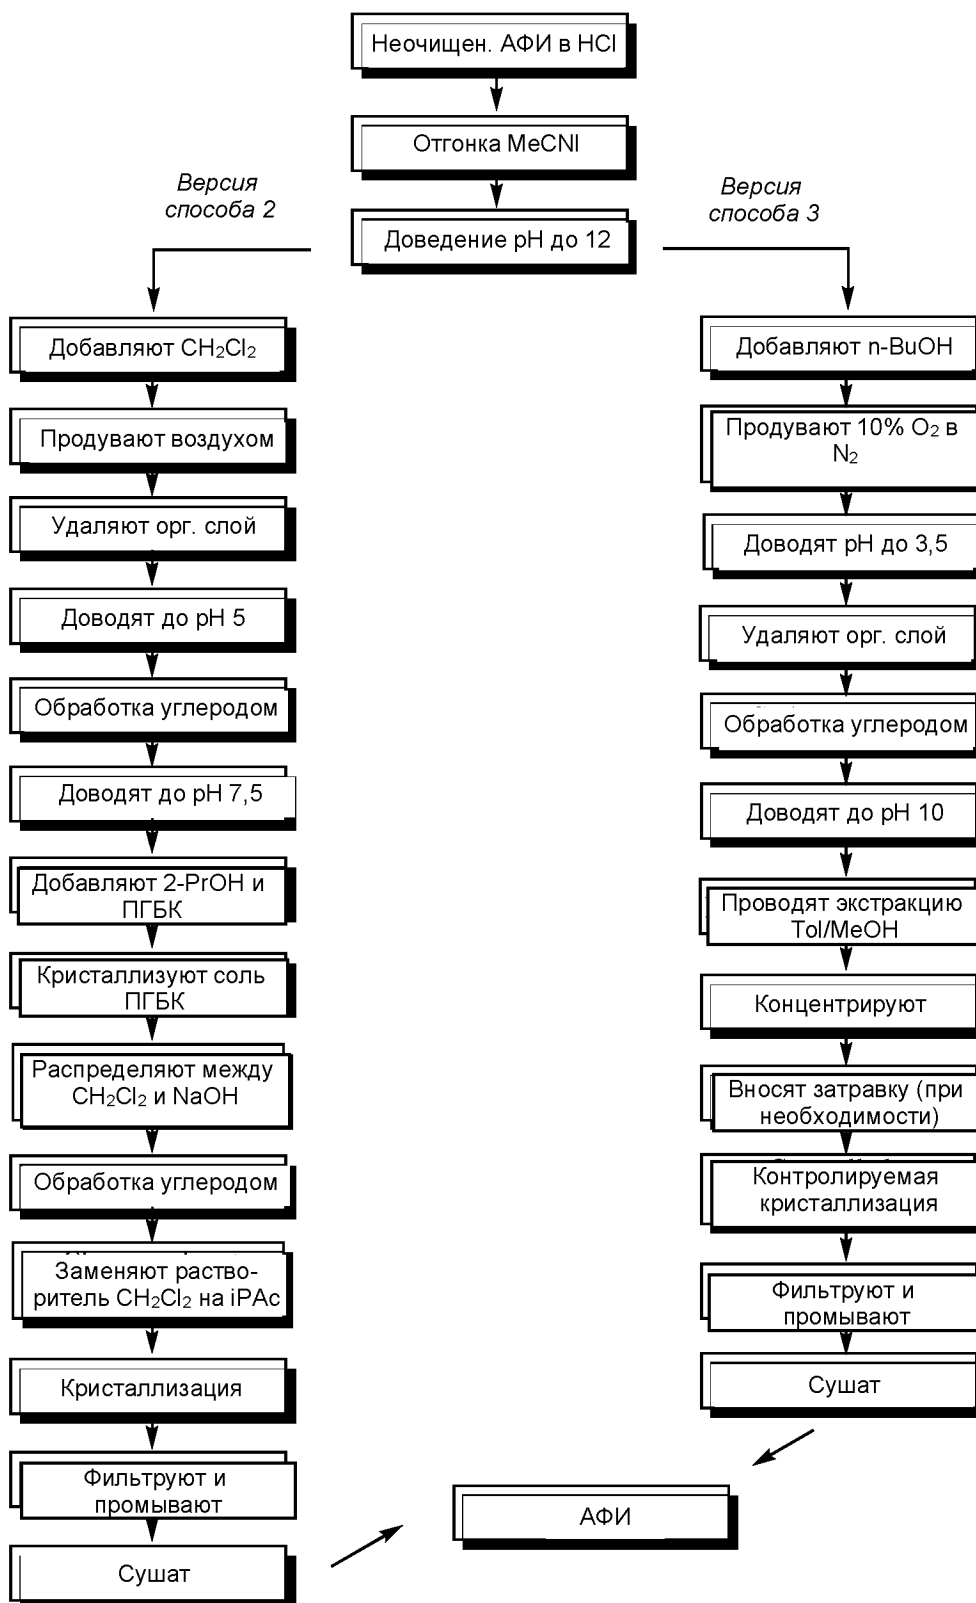 Неочищен. АФИ в HCl
Отгонка MeCNl
Доведение pH до 12
Версия
способа 2
Добавляют CH₂Cl₂
Продувают воздухом
Удаляют орг. слой
Доводят до pH 5
Обработка углеродом
Доводят до pH 7,5
Добавляют 2-PrOH и
ПГБК
Кристаллизуют соль
ПГБК
Распределяют между
CH₂Cl₂ и NaOH
Обработка углеродом
Заменяют раство-
ритель CH₂Cl₂ на iPAc
Кристаллизация
Фильтруют и
промывают
Сушат
Версия
способа 3
Добавляют n-BuOH
Продувают 10% O₂ в
N₂
Доводят pH до 3,5
Удаляют орг. слой
Обработка углеродом
Доводят до pH 10
Проводят экстракцию
Tol/MeOH
Концентрируют
Вносят затравку (при
необходимости)
Контролируемая
кристаллизация
Фильтруют и
промывают
Сушат
АФИ